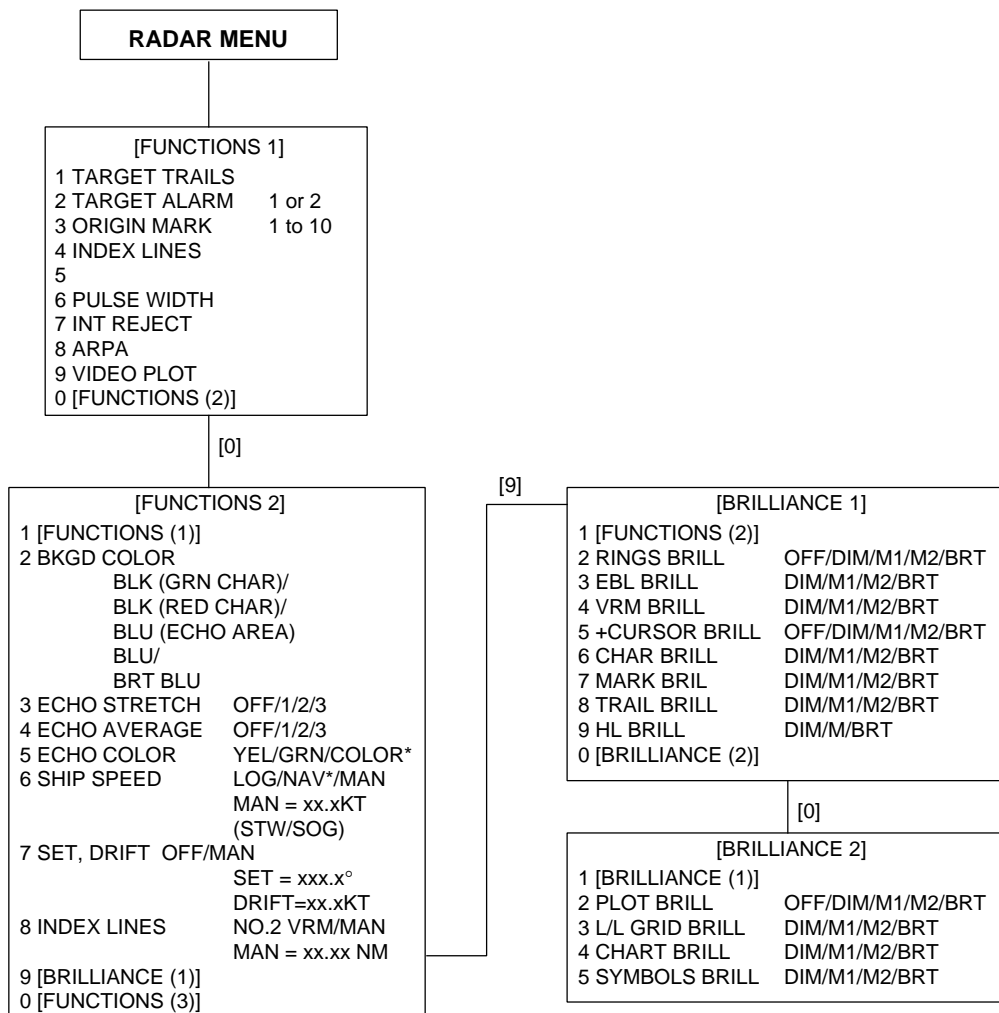 RADAR MENU
[FUNCTIONS 1]
1 TARGET TRAILS
2 TARGET ALARM 1 or 2
3 ORIGIN MARK 1 to 10
4 INDEX LINES
5
6 PULSE WIDTH
7 INT REJECT
8 ARPA
9 VIDEO PLOT
0 [FUNCTIONS (2)]
[0]
[FUNCTIONS 2]
1 [FUNCTIONS (1)]
2 BKGD COLOR
BLK (GRN CHAR)/
BLK (RED CHAR)/
BLU (ECHO AREA)
BLU/
BRT BLU
3 ECHO STRETCH OFF/1/2/3
4 ECHO AVERAGE OFF/1/2/3
5 ECHO COLOR YEL/GRN/COLOR*
6 SHIP SPEED LOG/NAV*/MAN
MAN = xx.xKT
(STW/SOG)
7 SET, DRIFT OFF/MAN
SET = xxx.x°
DRIFT=xx.xKT
8 INDEX LINES NO.2 VRM/MAN
MAN = xx.xx NM
9 [BRILLIANCE (1)]
0 [FUNCTIONS (3)]
[9]
[BRILLIANCE 1]
1 [FUNCTIONS (2)]
2 RINGS BRILL OFF/DIM/M1/M2/BRT
3 EBL BRILL DIM/M1/M2/BRT
4 VRM BRILL DIM/M1/M2/BRT
5 +CURSOR BRILL OFF/DIM/M1/M2/BRT
6 CHAR BRILL DIM/M1/M2/BRT
7 MARK BRIL DIM/M1/M2/BRT
8 TRAIL BRILL DIM/M1/M2/BRT
9 HL BRILL DIM/M/BRT
0 [BRILLIANCE (2)]
[0]
[BRILLIANCE 2]
1 [BRILLIANCE (1)]
2 PLOT BRILL OFF/DIM/M1/M2/BRT
3 L/L GRID BRILL DIM/M1/M2/BRT
4 CHART BRILL DIM/M1/M2/BRT
5 SYMBOLS BRILL DIM/M1/M2/BRT